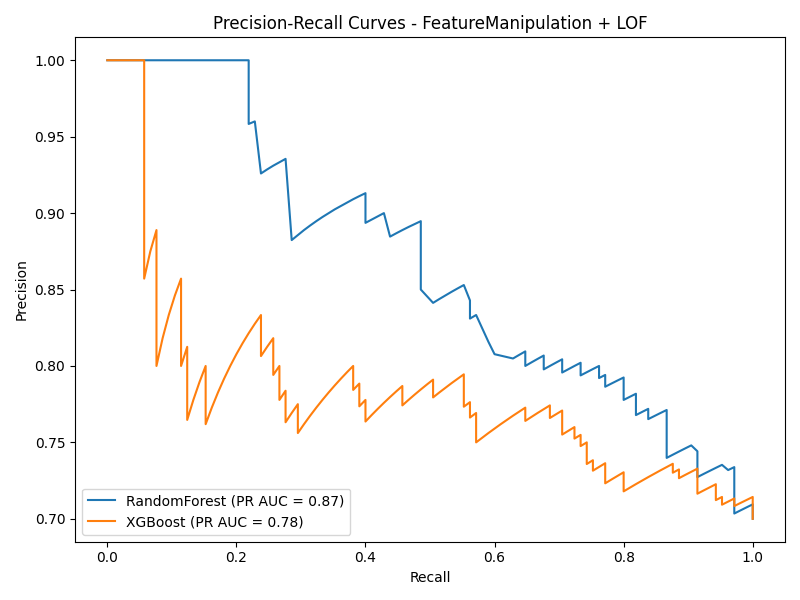 Precision-Recall Curves - FeatureManipulation + LOF
1.00
0.95
0.90
0.85
0.80
0.75
0.70
Precision
RandomForest (PR AUC = 0.87)
XGBoost (PR AUC = 0.78)
0.0 0.2 0.4 0.6 0.8 1.0
Recall